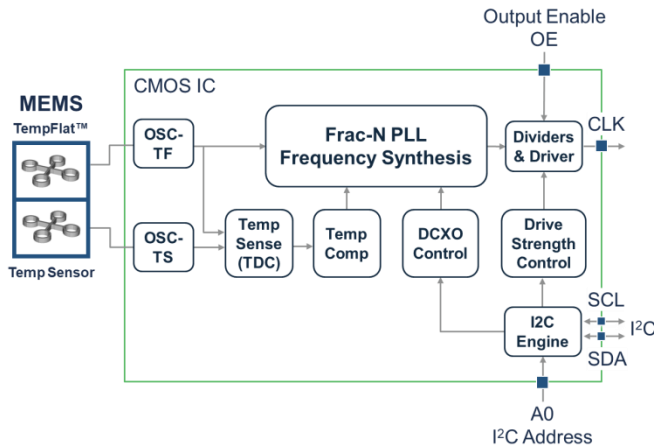 Output Enable
OE
CMOS IC
MEMS
TempFlat™
OSC-
TF
Frac-N PLL
Frequency Synthesis
Dividers
& Driver
CLK
OSC-
TS
Temp
Sense
(TDC)
Temp
Comp
DCXO
Control
Drive
Strength
Control
Temp Sensor
I2C
Engine
SCL
I²C
SDA
A0
I²C Address